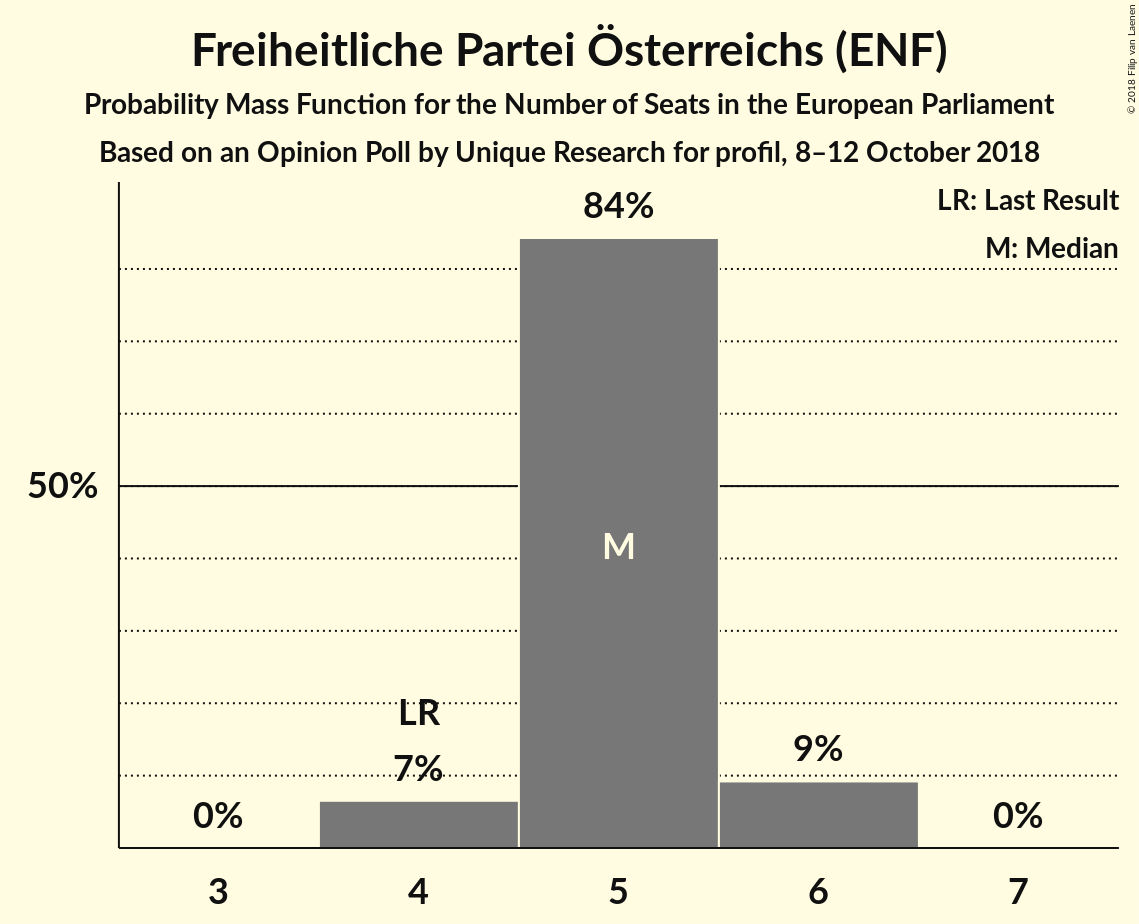 Freiheitliche Partei Österreichs (ENF)
Probability Mass Function for the Number of Seats in the European Parliament
Based on an Opinion Poll by Unique Research for profil, 8–12 October 2018
© 2018 Filip van Laenen
LR: Last Result
M: Median
84%
50%
M
LR
7%
9%
0%
0%
3 4 5 6 7